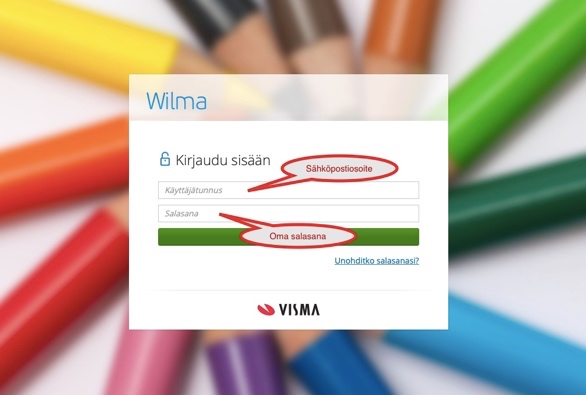 Wilma
Kirjaudu sisään
Sähköpostiosoite
Käyttäjätunnus
Salasana
Oma salasana
Unohditko salasanasi?
VISMA